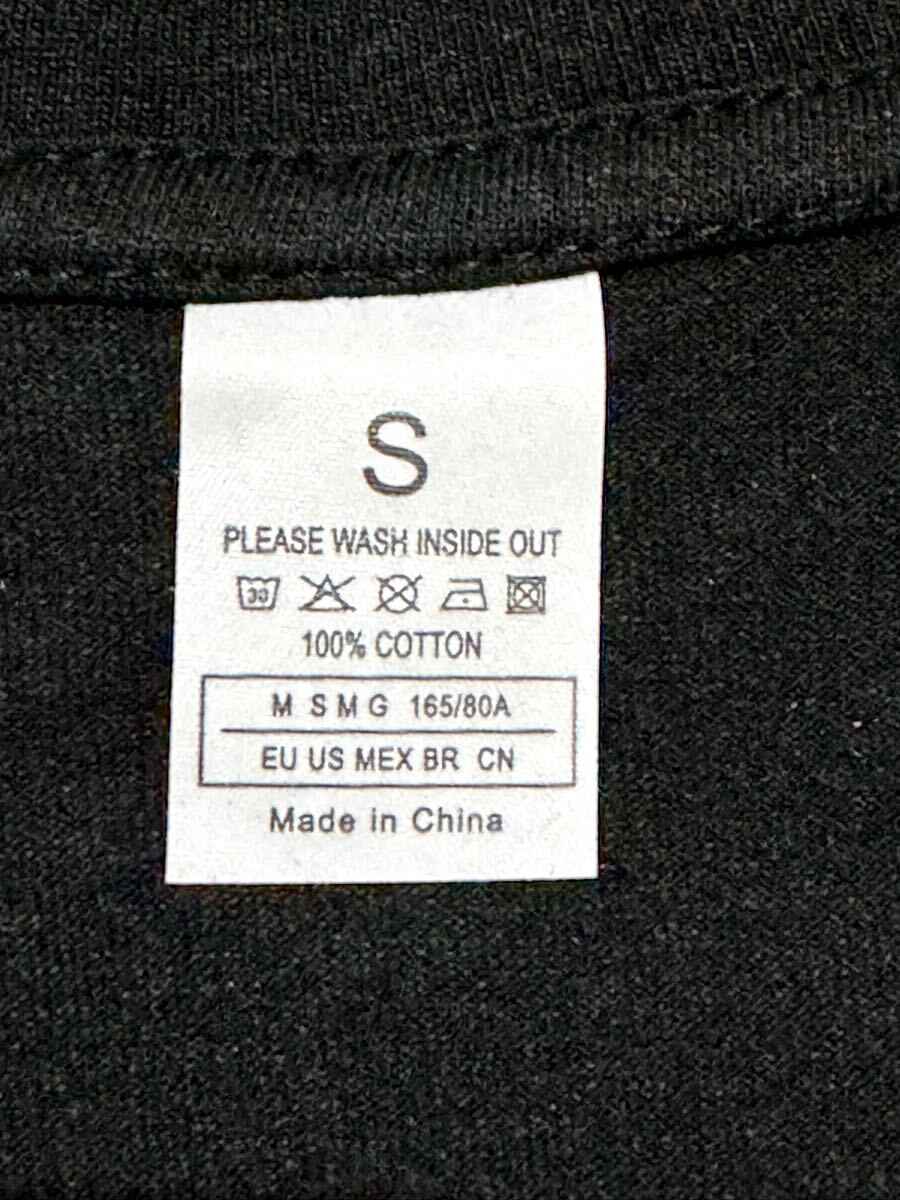 S
PLEASE WASH INSIDE OUT
30
100% COTTON
M S M G 165/80A
EU US MEX BR CN
Made in China